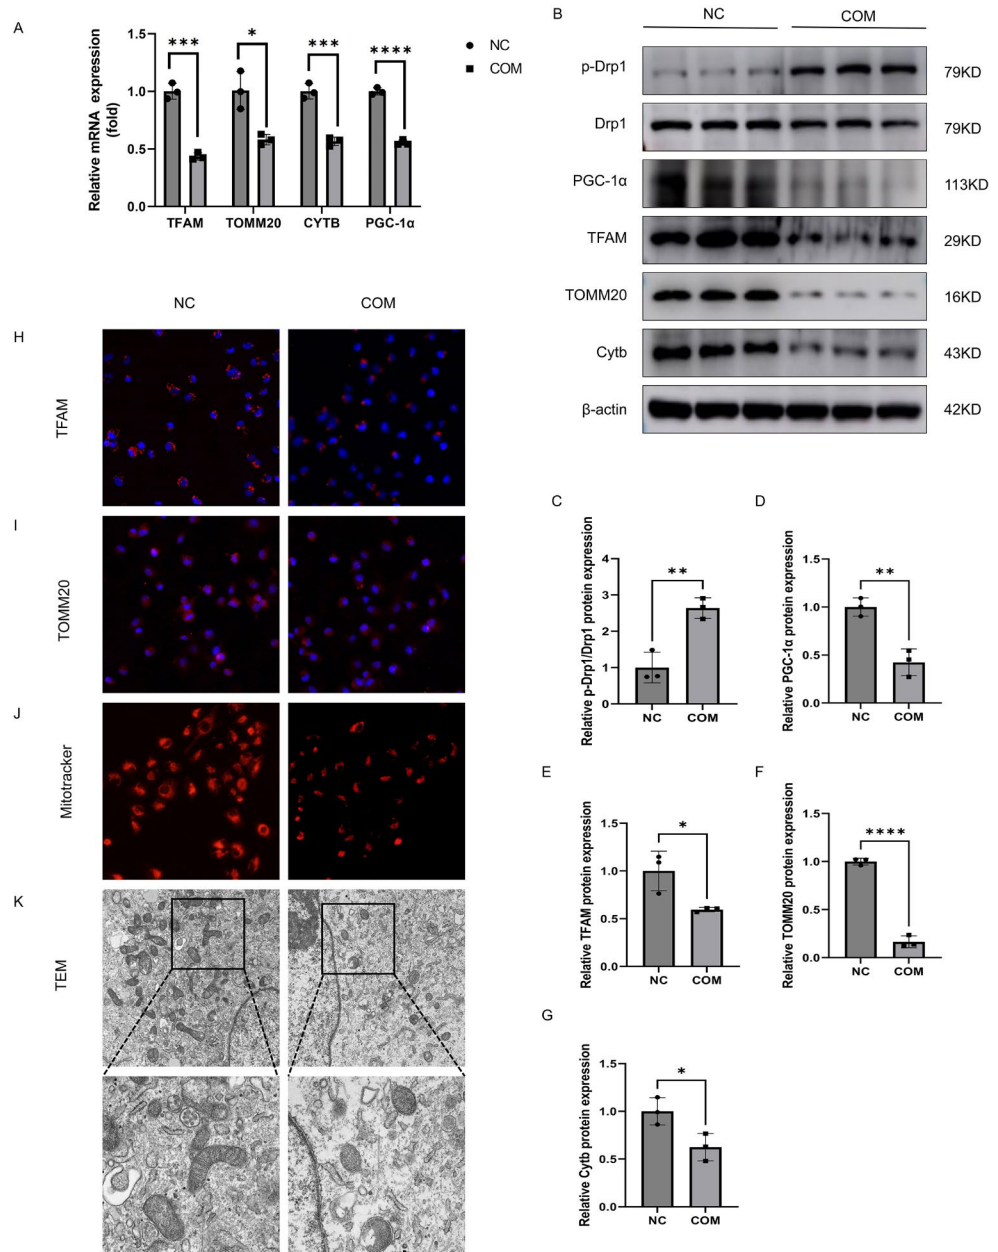 A
Relative mRNA expression
(fold)
1.5
1.0
0.5
0.0
***
*
***
****
TFAM
TOMM20
CYTB
PGC-1α
NC
COM
B
NC
COM
p-Drp1
79KD
Drp1
79KD
PGC-1α
113KD
TFAM
29KD
TOMM20
16KD
Cytb
43KD
β-actin
42KD
NC
COM
H
TFAM
I
TOMM20
J
Mitotracker
K
TEM
C
Relative p-Drp1/Drp1 protein expression
4
3
2
1
0
**
NC
COM
D
Relative PGC-1α protein expression
1.5
1.0
0.5
0.0
**
NC
COM
E
Relative TFAM protein expression
1.5
1.0
0.5
0.0
*
NC
COM
F
Relative TOMM20 protein expression
1.5
1.0
0.5
0.0
****
NC
COM
G
Relative Cytb protein expression
1.5
1.0
0.5
0.0
*
NC
COM